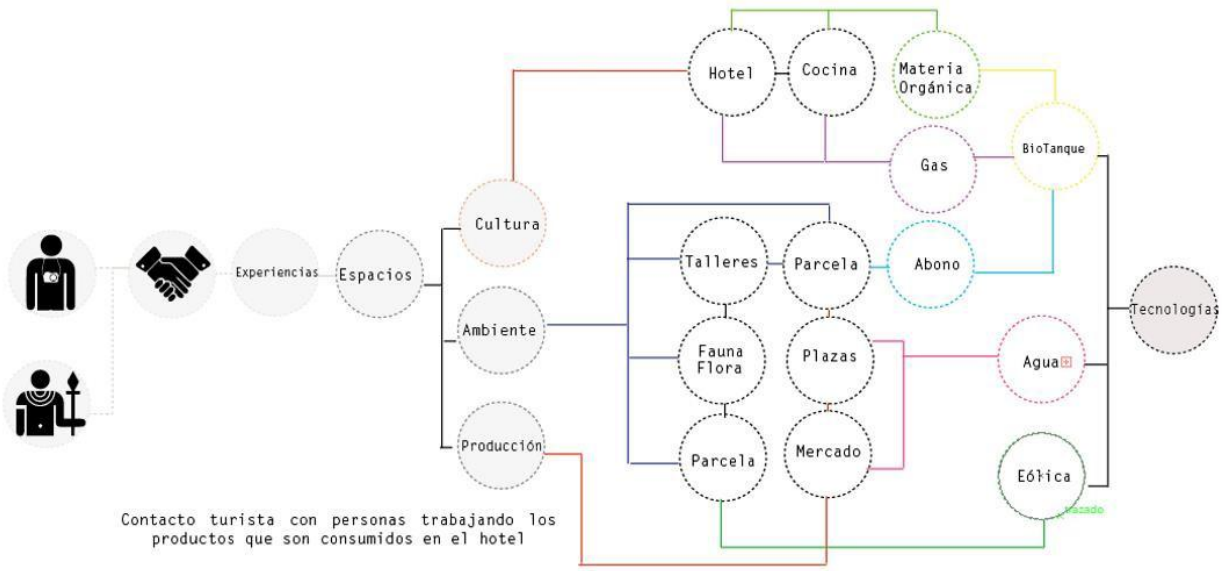 Hotel
Cocina
Materia
Orgánica
BioTanque
Gas
Cultura
Talleres
Parcela
Abono
Experiencias
Espacios
Tecnologías
Ambiente
Fauna
Flora
Plazas
Agua
Producción
Parcela
Mercado
Eólica
trazado
Contacto turista con personas trabajando los
productos que son consumidos en el hotel